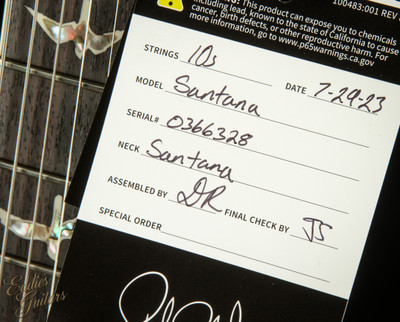 100483:001 REV
WARNING: This product can expose you to chemicals
including lead, known to the state of California to cause
cancer, birth defects, or other reproductive harm. For
more information, go to www.p65warnings.ca.gov
STRINGS 10s DATE 7-29-23
MODEL Santana
SERIAL# 0366328
NECK Santana
ASSEMBLED BY DR FINAL CHECK BY JS
SPECIAL ORDER
Eddies Guitars